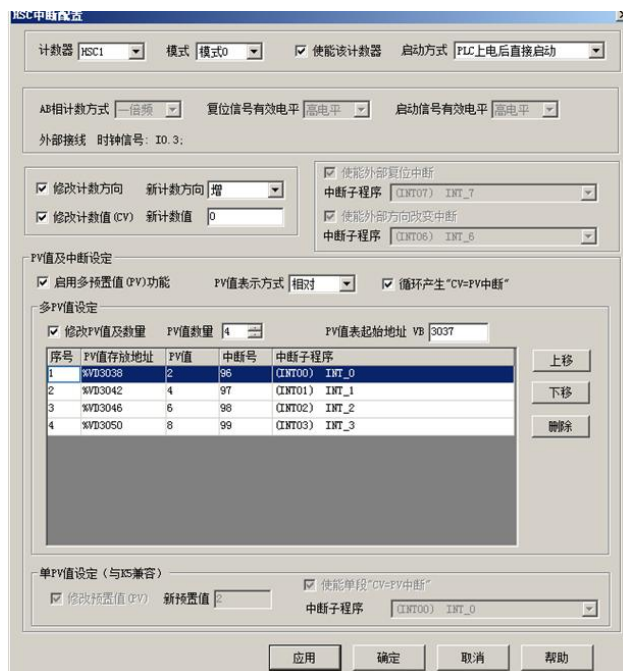 HSC中断配置
计数器 HSC1 模式 模式0 使能该计数器 启动方式 PLC上电后直接启动
AB相计数方式 一倍频 复位信号有效电平 高电平 启动信号有效电平 高电平
外部接线 时钟信号: I0.3;
修改计数方向 新计数方向 增
修改计数值(CV) 新计数值 0
使能外部复位中断
中断子程序 (INT07) INT_7
使能外部方向改变中断
中断子程序 (INT06) INT_6
PV值及中断设定
启用多预置值(PV)功能 PV值表示方式 相对 循环产生"CV=PV中断"
多PV值设定
修改PV值及数量 PV值数量 4 PV值表起始地址 VB 3037
序号 PV值存放地址 PV值 中断号 中断子程序
1 %VD3038 2 96 (INT00) INT_0
2 %VD3042 4 97 (INT01) INT_1
3 %VD3046 6 98 (INT02) INT_2
4 %VD3050 8 99 (INT03) INT_3
上移
下移
删除
单PV值设定（与K5兼容）
修改预置值(PV) 新预置值 2
使能单段"CV=PV中断"
中断子程序 (INT00) INT_0
应用 确定 取消 帮助